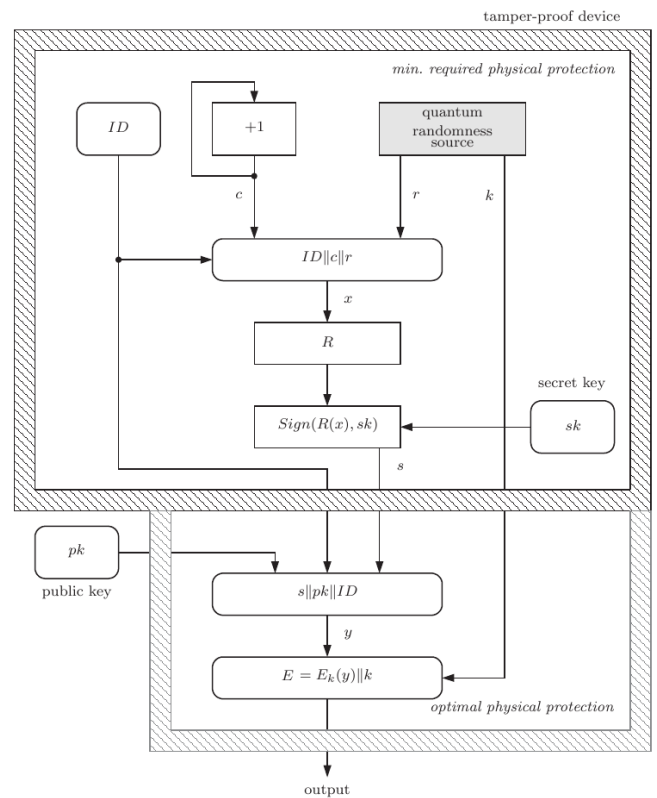 tamper-proof device
min. required physical protection
ID
+1
quantum
randomness
source
c
r
k
ID∥c∥r
x
R
secret key
Sign(R(x), sk)
sk
s
pk
public key
s∥pk∥ID
y
E = E_k(y)∥k
optimal physical protection
output